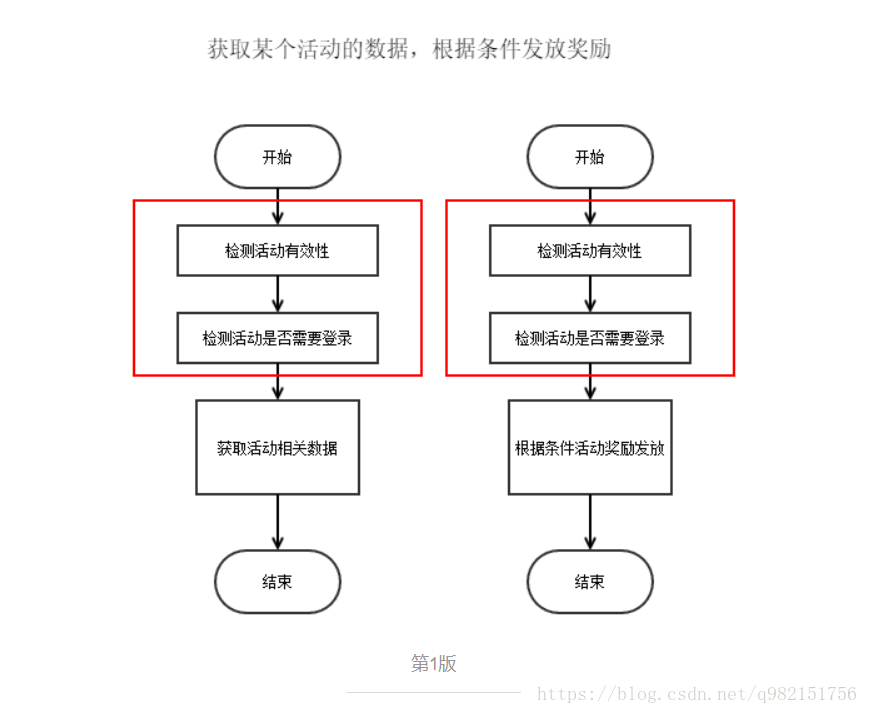 获取某个活动的数据，根据条件发放奖励
开始
检测活动有效性
检测活动是否需要登录
获取活动相关数据
结束
开始
检测活动有效性
检测活动是否需要登录
根据条件活动奖励发放
结束
第1版
https://blog.csdn.net/q982151756